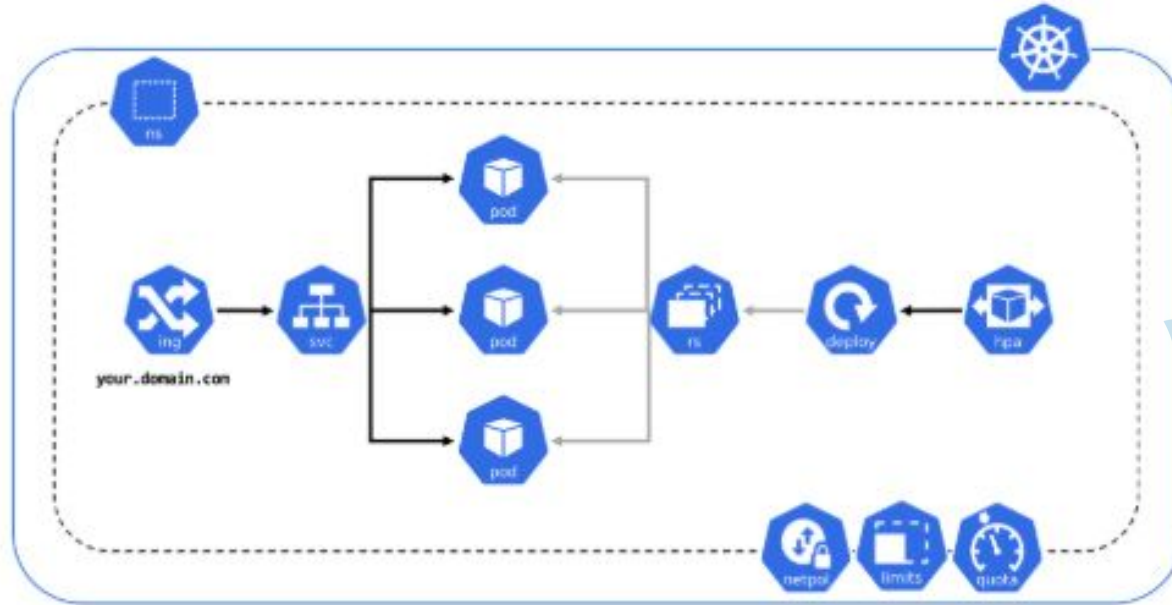 ns
pod
ing
svc
pod
rs
deploy
hpa
your.domain.com
pod
netpol
limits
quota